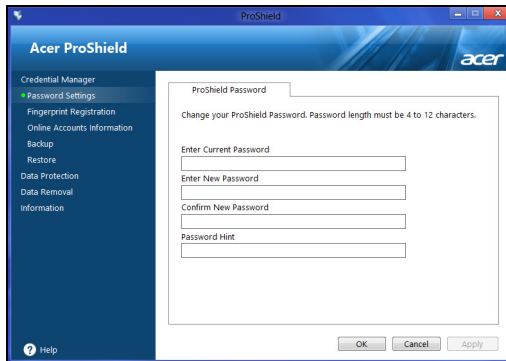 ProShield
Acer ProShield
acer
Credential Manager
Password Settings
Fingerprint Registration
Online Accounts Information
Backup
Restore
Data Protection
Data Removal
Information
ProShield Password
Change your ProShield Password. Password length must be 4 to 12 characters.
Enter Current Password
Enter New Password
Confirm New Password
Password Hint
? Help
OK
Cancel
Apply